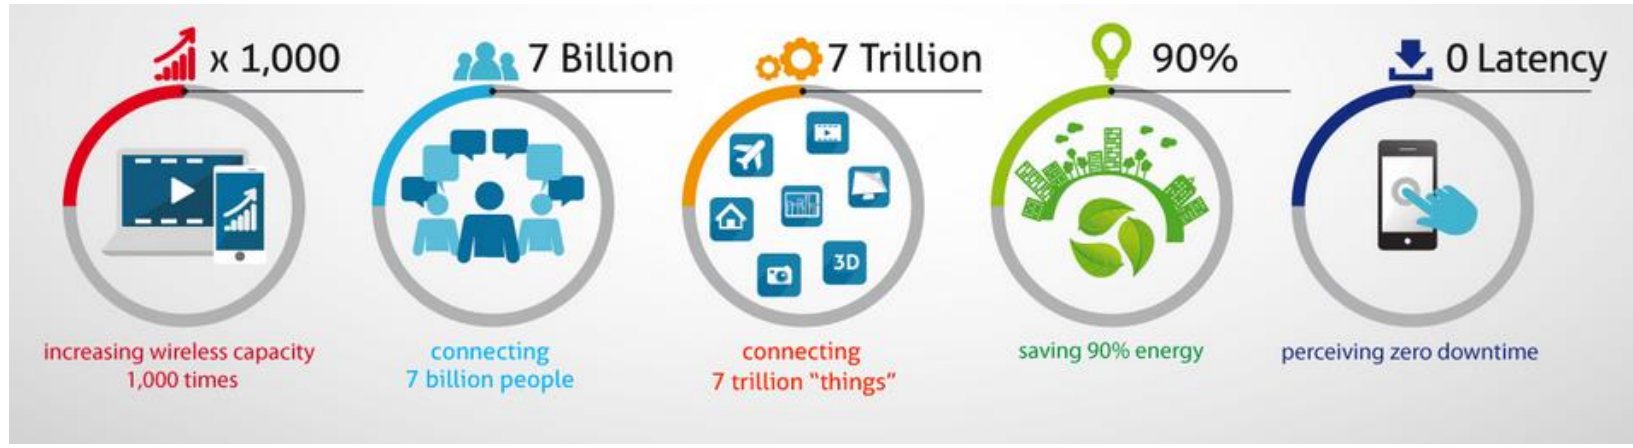 x 1,000
increasing wireless capacity
1,000 times
7 Billion
connecting
7 billion people
7 Trillion
3D
connecting
7 trillion “things”
90%
saving 90% energy
0 Latency
perceiving zero downtime